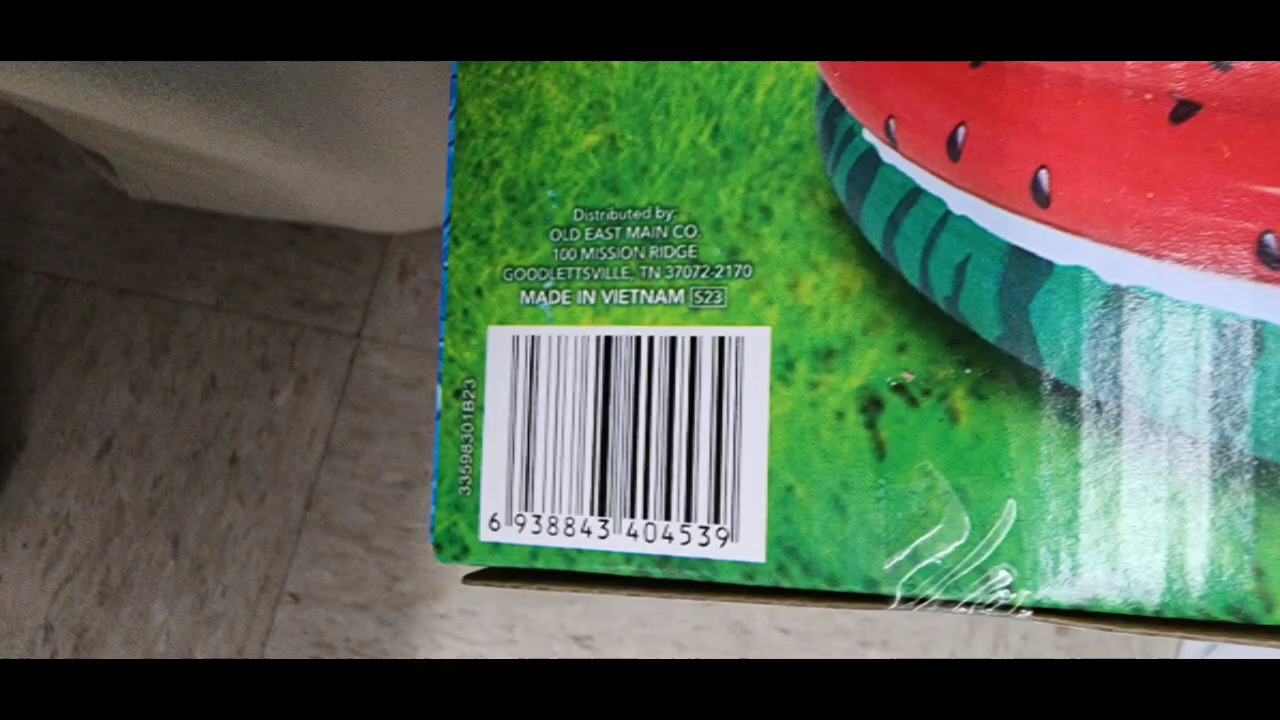 Distributed by:
OLD EAST MAIN CO.
100 MISSION RIDGE
GOODLETTSVILLE, TN 37072-2170
MADE IN VIETNAM S23
33598301B23
6 938843 404539